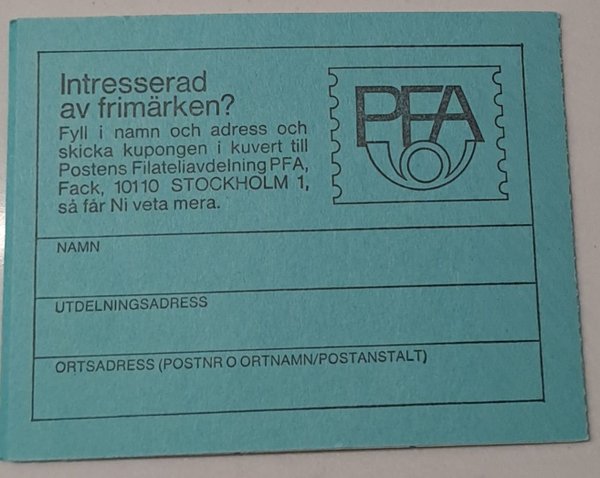 Intresserad
av frimärken?
Fyll i namn och adress och
skicka kupongen i kuvert till
Postens Filateliavdelning PFA,
Fack, 10110 STOCKHOLM 1,
så får Ni veta mera.
PFA
NAMN
UTDELNINGSADRESS
ORTSADRESS (POSTNR O ORTNAMN/POSTANSTALT)